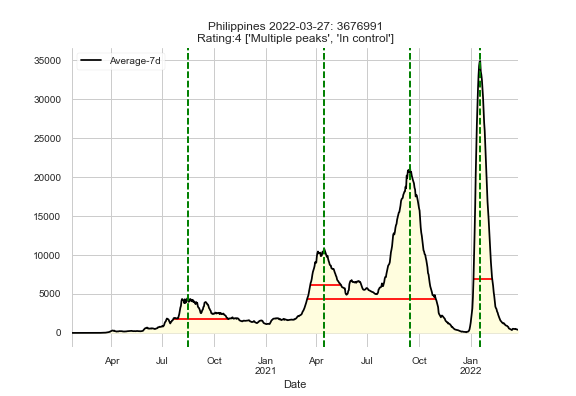 Philippines 2022-03-27: 3676991
Rating:4 ['Multiple peaks', 'In control']
Average-7d
35000
30000
25000
20000
15000
10000
5000
0
Apr Jul Oct Jan Apr Jul Oct Jan
2021 2022
Date